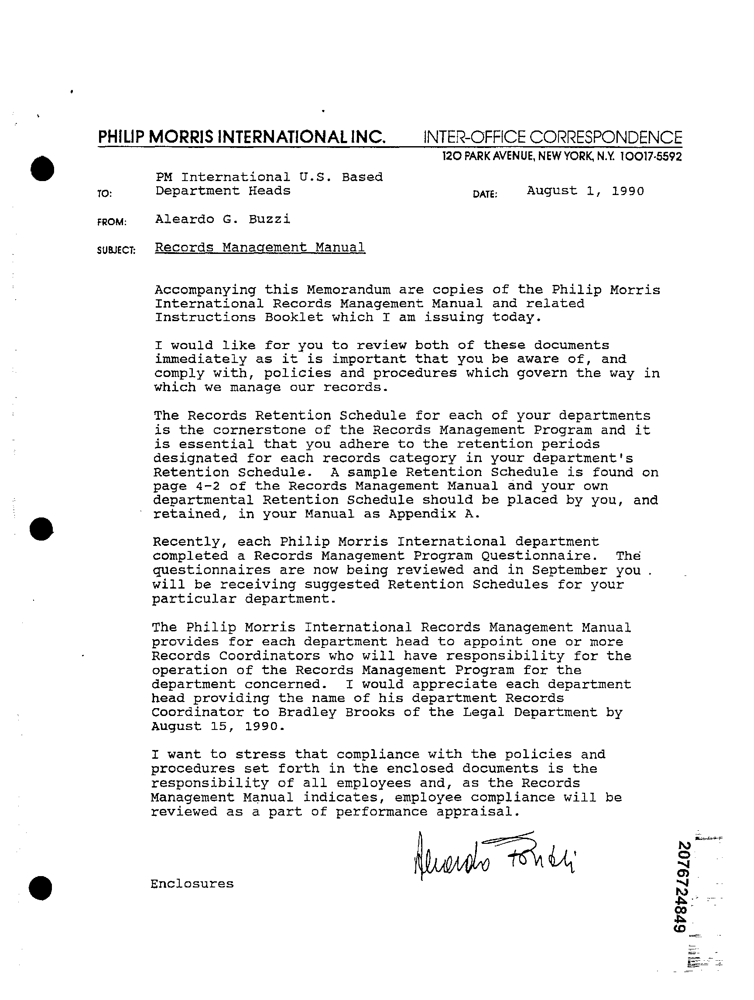 PHILIP MORRIS INTERNATIONAL INC. INTER-OFFICE CORRESPONDENCE
120 PARK AVENUE, NEW YORK, N.Y. 10017-5592
PM International U.S. Based
TO: Department Heads DATE: August 1, 1990
FROM: Aleardo G. Buzzi
SUBJECT: Records Management Manual
Accompanying this Memorandum are copies of the Philip Morris
International Records Management Manual and related
Instructions Booklet which I am issuing today.
I would like for you to review both of these documents
immediately as it is important that you be aware of, and
comply with, policies and procedures which govern the way in
which we manage our records.
The Records Retention Schedule for each of your departments
is the cornerstone of the Records Management Program and it
is essential that you adhere to the retention periods
designated for each records category in your department's
Retention Schedule. A sample Retention Schedule is found on
page 4-2 of the Records Management Manual and your own
departmental Retention Schedule should be placed by you, and
retained, in your Manual as Appendix A.
Recently, each Philip Morris International department
completed a Records Management Program Questionnaire. The
questionnaires are now being reviewed and in September you
will be receiving suggested Retention Schedules for your
particular department.
The Philip Morris International Records Management Manual
provides for each department head to appoint one or more
Records Coordinators who will have responsibility for the
operation of the Records Management Program for the
department concerned. I would appreciate each department
head providing the name of his department Records
Coordinator to Bradley Brooks of the Legal Department by
August 15, 1990.
I want to stress that compliance with the policies and
procedures set forth in the enclosed documents is the
responsibility of all employees and, as the Records
Management Manual indicates, employee compliance will be
reviewed as a part of performance appraisal.
Enclosures
2076724849